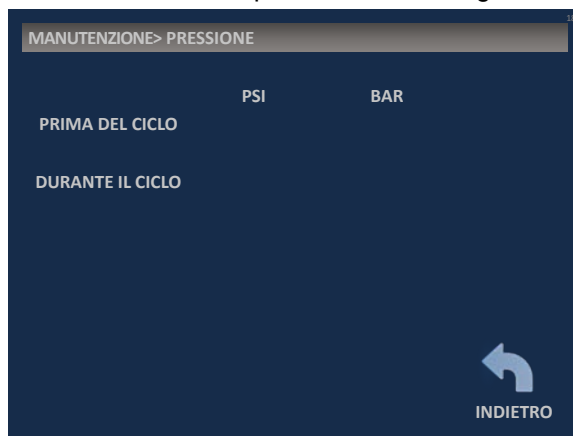 MANUTENZIONE> PRESSIONE
PSI BAR
PRIMA DEL CICLO
DURANTE IL CICLO
INDIETRO